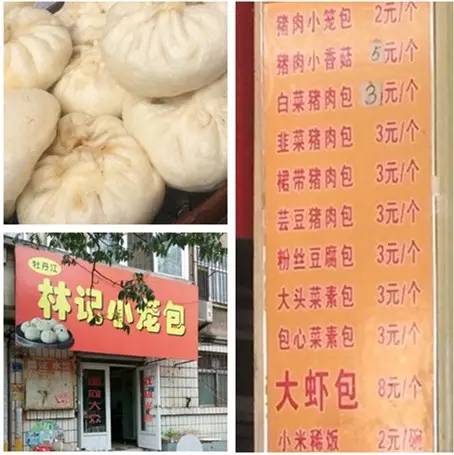 牡丹江
林记小笼包
面向大众
猪肉小笼包 2元/个
猪肉小香菇 5元/个
白菜猪肉包 3元/个
韭菜猪肉包 3元/个
裙带猪肉包 3元/个
芸豆猪肉包 3元/个
粉丝豆腐包 3元/个
大头菜素包 3元/个
包心菜素包 3元/个
大虾包 8元/个
小米稀饭 2元/碗